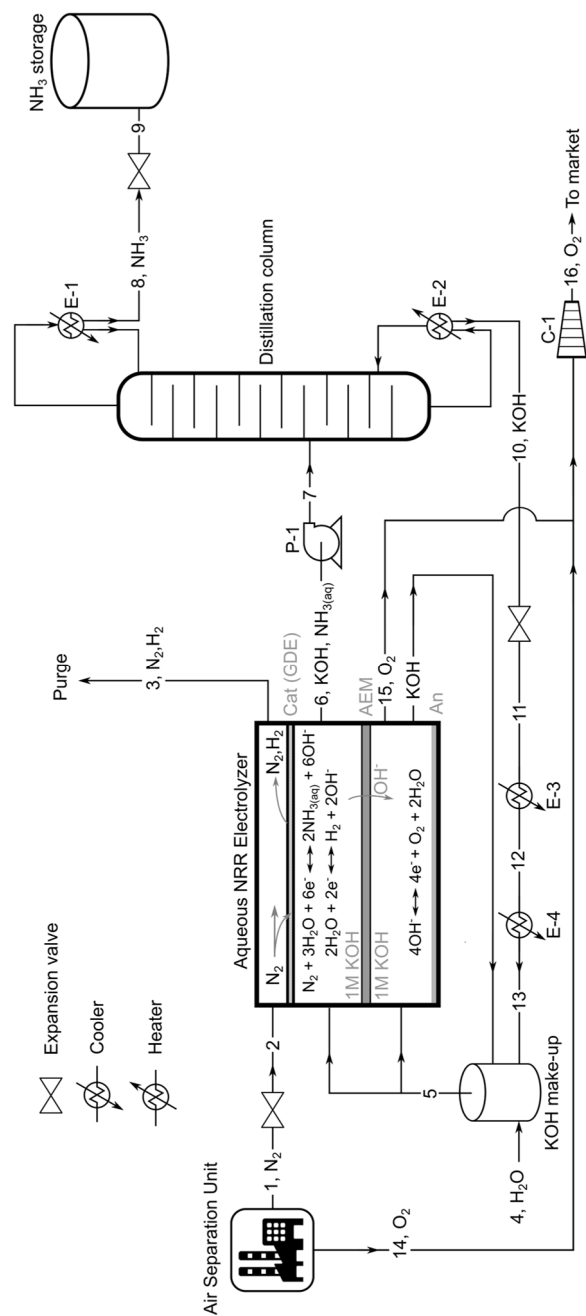 Expansion valve
Cooler
Heater
Air Separation Unit
1, N₂
2
14, O₂
Aqueous NRR Electrolyzer
N₂
N₂,H₂
Cat (GDE)
N₂ + 3H₂O + 6e⁻ ⟷ 2NH₃₍aq₎ + 6OH⁻
2H₂O + 2e⁻ ⟷ H₂ + 2OH⁻
1M KOH
AEM
1M KOH
OH⁻
4OH⁻ ⟷ 4e⁻ + O₂ + 2H₂O
An
Purge
3, N₂,H₂
6, KOH, NH₃₍aq₎
P-1
7
15, O₂
KOH
Distillation column
E-1
8, NH₃
9
NH₃ storage
E-2
10, KOH
11
E-3
12
E-4
13
KOH make-up
4, H₂O
5
C-1
16, O₂
To market